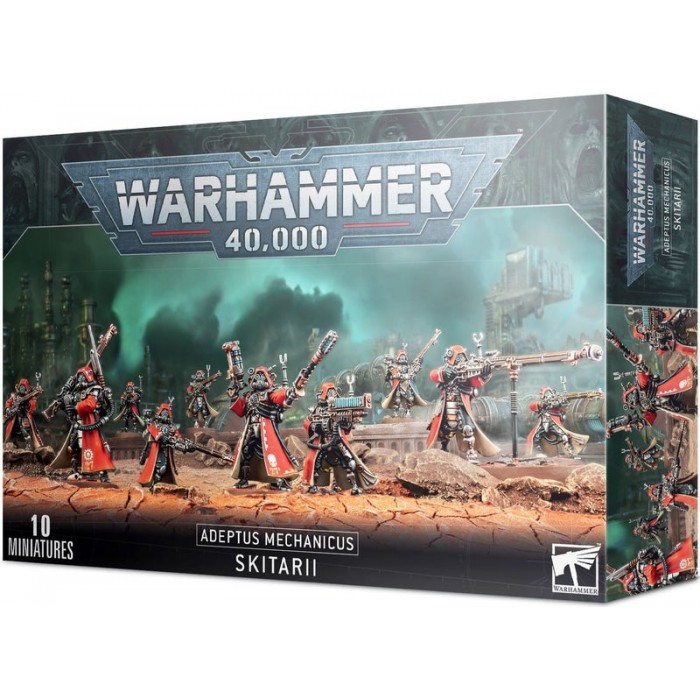 WARHAMMER
40,000
10
MINIATURES
ADEPTUS MECHANICUS
SKITARII
WARHAMMER
WARHAMMER
40,000
ADEPTUS MECHANICUS
SKITARII